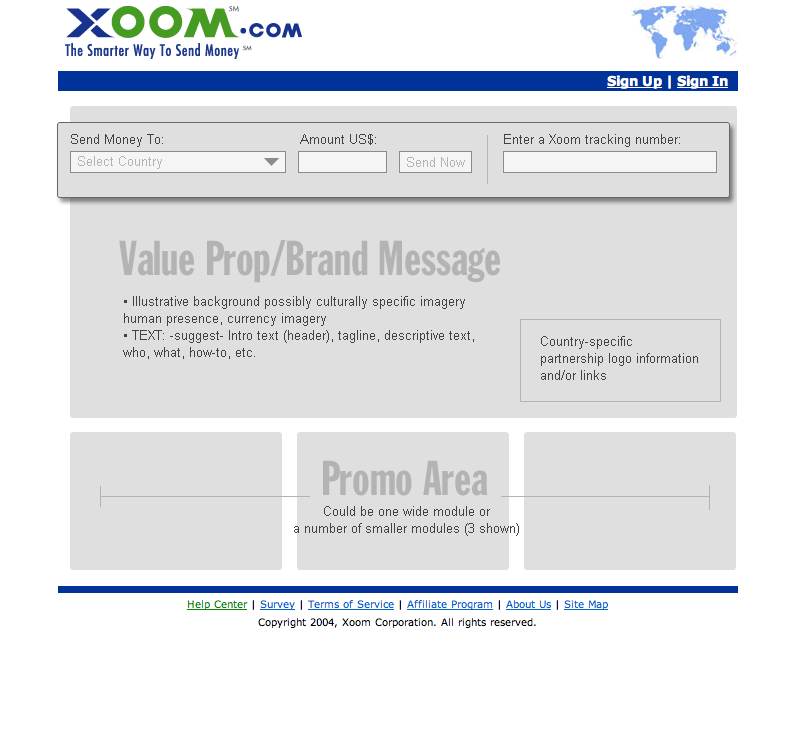 XOOM.COM SM
The Smarter Way To Send Money SM
Sign Up | Sign In
Send Money To:
Amount US$:
Enter a Xoom tracking number:
Select Country
Send Now
Value Prop/Brand Message
• Illustrative background possibly culturally specific imagery
human presence, currency imagery
• TEXT: -suggest- Intro text (header), tagline, descriptive text,
who, what, how-to, etc.
Country-specific
partnership logo information
and/or links
Promo Area
Could be one wide module or
a number of smaller modules (3 shown)
Help Center | Survey | Terms of Service | Affiliate Program | About Us | Site Map
Copyright 2004, Xoom Corporation. All rights reserved.